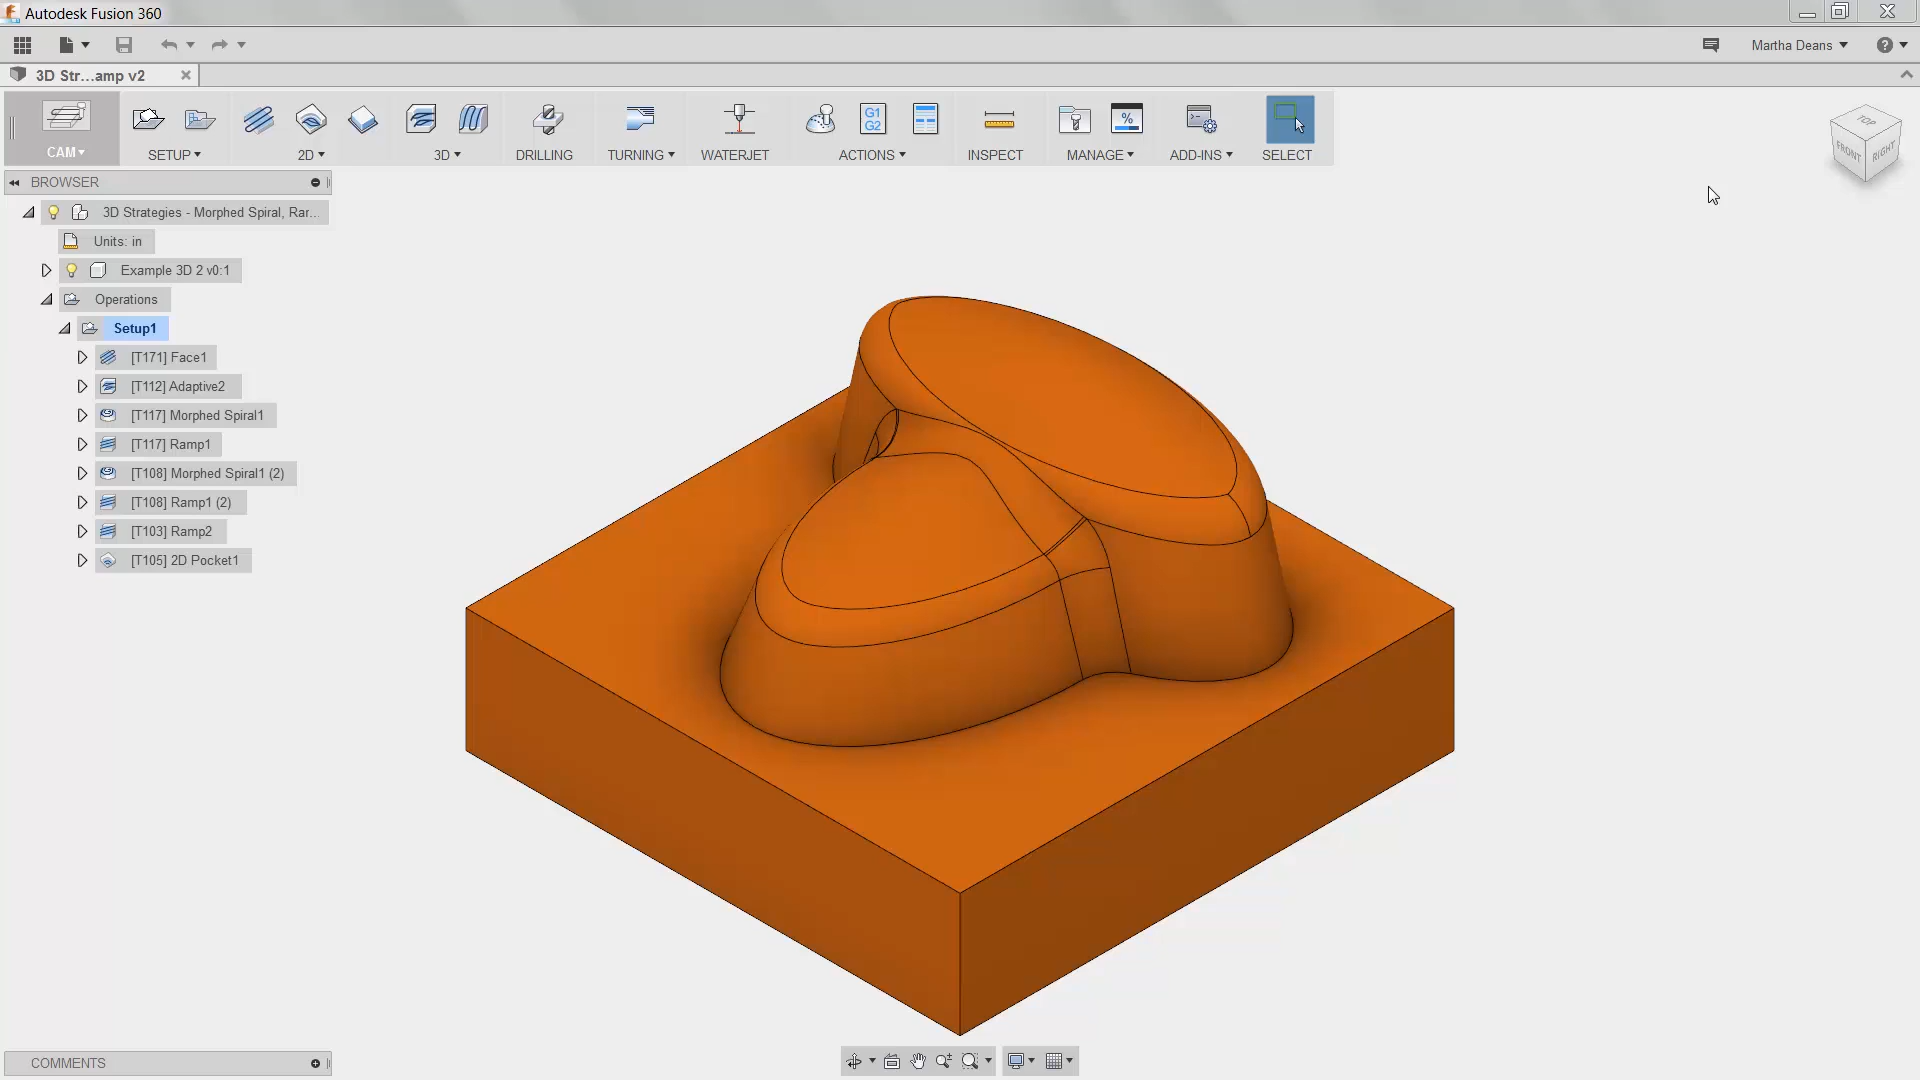 Autodesk Fusion 360
Martha Deans
3D Str...amp v2
CAM
SETUP
2D
3D
DRILLING
TURNING
WATERJET
G1
G2
ACTIONS
INSPECT
%
MANAGE
ADD-INS
SELECT
TOP
FRONT
RIGHT
BROWSER
3D Strategies - Morphed Spiral, Rar...
Units: in
Example 3D 2 v0:1
Operations
Setup1
[T171] Face1
[T112] Adaptive2
[T117] Morphed Spiral1
[T117] Ramp1
[T108] Morphed Spiral1 (2)
[T108] Ramp1 (2)
[T103] Ramp2
[T105] 2D Pocket1
COMMENTS